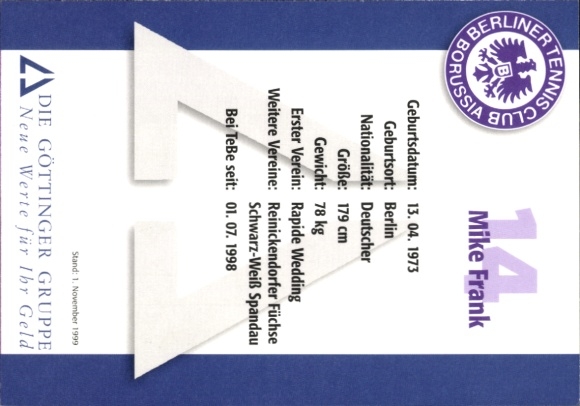 BERLINER TENNIS CLUB
BORUSSIA
B
14
Mike Frank
Geburtsdatum: 13. 04. 1973
Geburtsort: Berlin
Nationalität: Deutscher
Größe: 179 cm
Gewicht: 78 kg
Erster Verein: Rapide Wedding
Weitere Vereine: Reinickendorfer Füchse
Schwarz-Weiß Spandau
Bei TeBe seit: 01. 07. 1998
Stand: 1. November 1999
DIE GÖTTINGER GRUPPE
Neue Werte für Ihr Geld